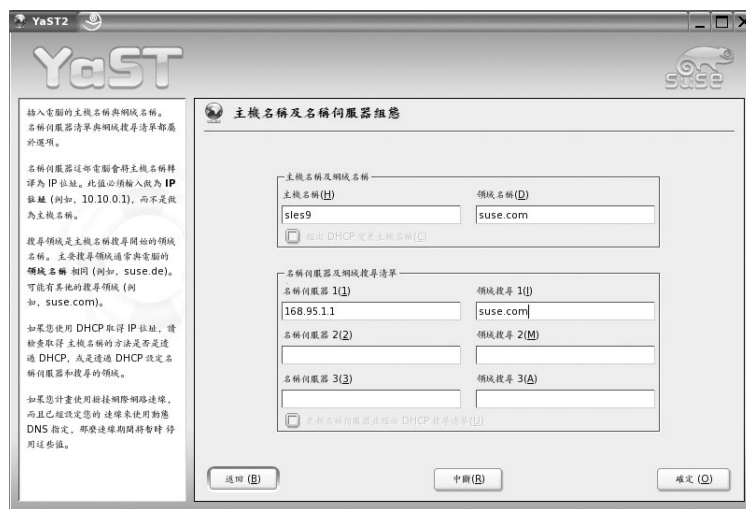 YaST2
YaST
suse
插入電腦的主機名稱與網域名稱。
名稱伺服器清單與網域搜尋清單都屬
於選項。
名稱伺服器這部電腦會將主機名稱轉
譯為 IP 位址。此值必須輸入做為 IP
位址 (例如、10.10.0.1)，而不是做
為主機名稱。
搜尋領域是主機名稱搜尋開始的領域
名稱。 主要搜尋領域通常與電腦的
領域名稱 相同 (例如、suse.de)。
可能有其他的搜尋領域 (例
如、suse.com)。
如果您使用 DHCP 取得 IP 位址，請
檢查取得 主機名稱的方法是否是透
過 DHCP，或是透過 DHCP 設定名
稱伺服器和搜尋的領域。
如果您計畫使用撥接網際網路連線，
而且已經設定您的 連線來使用動態
DNS 指定，那麼連線期間將暫時 停
用這些值。
主機名稱及名稱伺服器組態
主機名稱及網域名稱
主機名稱(H)
領域名稱(D)
sles9
suse.com
經由 DHCP 變更主機名稱(C)
名稱伺服器及網域搜尋清單
名稱伺服器 1(1)
領域搜尋 1(I)
168.95.1.1
suse.com
名稱伺服器 2(2)
領域搜尋 2(M)
名稱伺服器 3(3)
領域搜尋 3(A)
更新名稱伺服器並經由 DHCP 搜尋清單(U)
返回 (B)
中斷(R)
確定 (O)